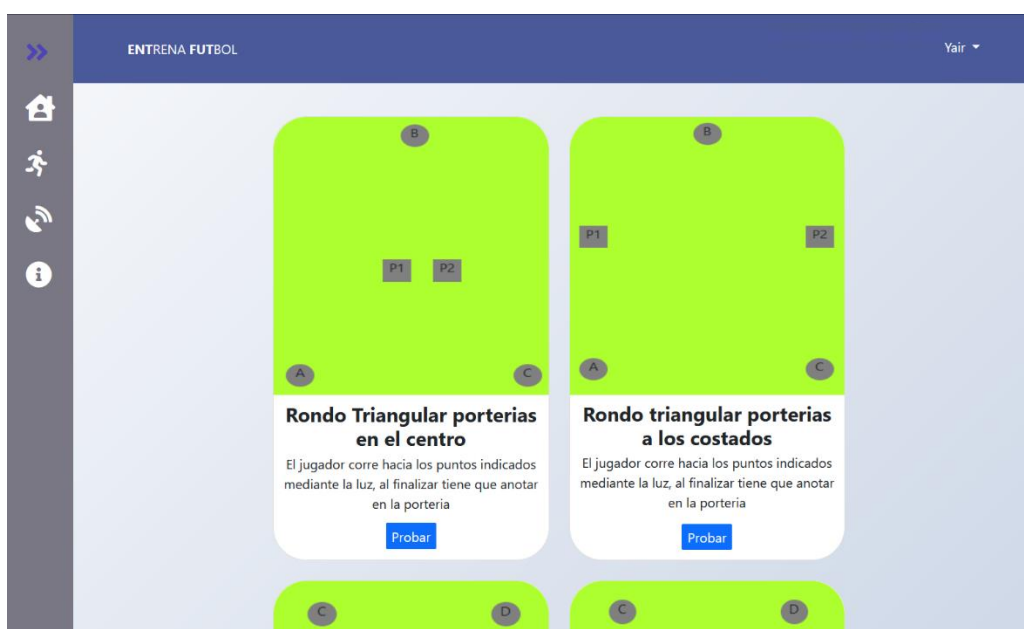 ENTRENA FUTBOL
Yair
B
P1
P2
A
C
Rondo Triangular porterias
en el centro
El jugador corre hacia los puntos indicados
mediante la luz, al finalizar tiene que anotar
en la porteria
Probar
B
P1
P2
A
C
Rondo triangular porterias
a los costados
El jugador corre hacia los puntos indicados
mediante la luz, al finalizar tiene que anotar
en la porteria
Probar
C
D
C
D